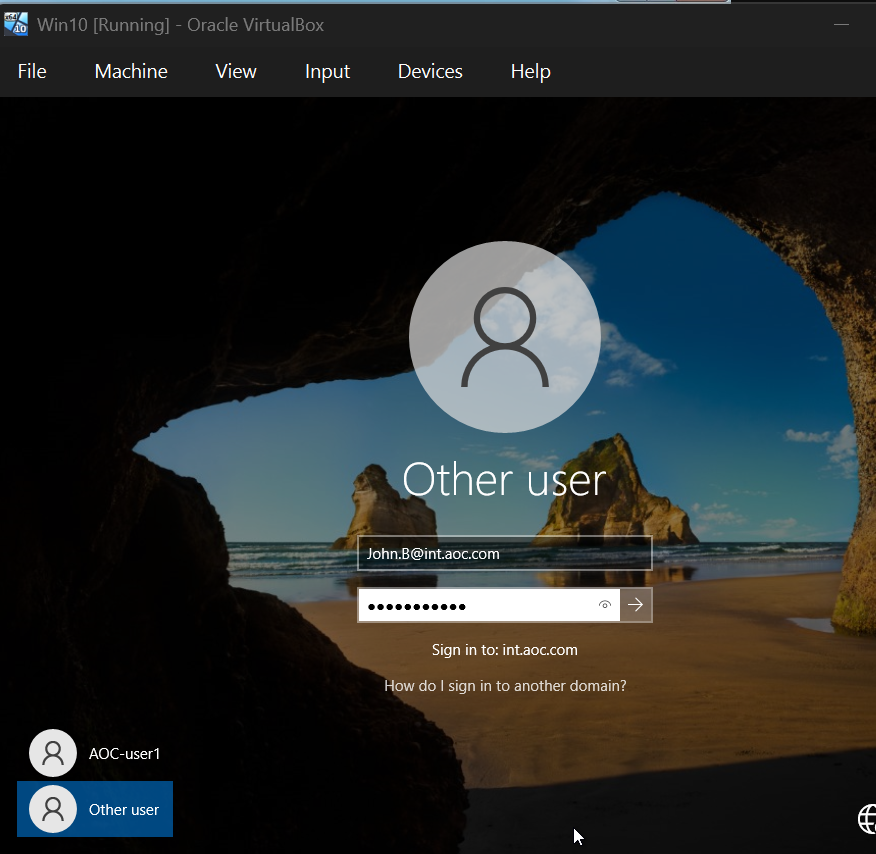 Win10 [Running] - Oracle VirtualBox
File Machine View Input Devices Help
Other user
John.B@int.aoc.com
Sign in to: int.aoc.com
How do I sign in to another domain?
AOC-user1
Other user